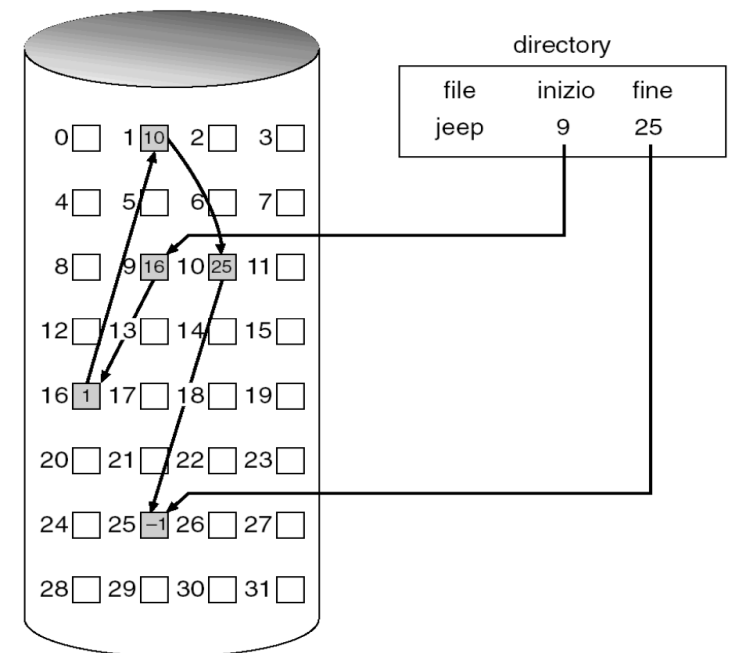 directory
file inizio fine
jeep 9 25
0 1 10 2 3
4 5 6 7
8 9 16 10 25 11
12 13 14 15
16 1 17 18 19
20 21 22 23
24 25 –1 26 27
28 29 30 31